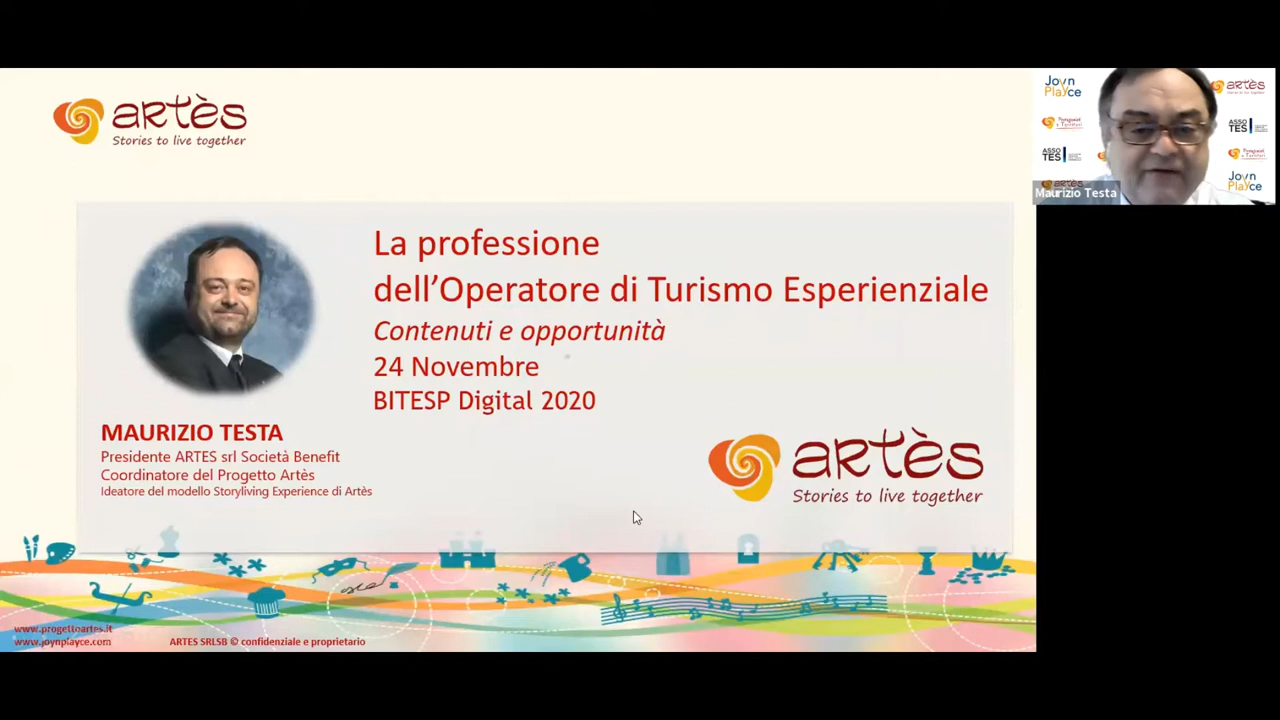 artès
Stories to live together
La professione
dell'Operatore di Turismo Esperienziale
Contenuti e opportunità
24 Novembre
BITESP Digital 2020
MAURIZIO TESTA
Presidente ARTES srl Società Benefit
Coordinatore del Progetto Artès
Ideatore del modello Storyliving Experience di Artès
artès
Stories to live together
www.progettoartes.it
www.joynplayce.com
ARTES SRLSB © confidenziale e proprietario
Joyn
Playce
artès
ASSO
TES
ASSO
TES
Joyn
Playce
Maurizio Testa